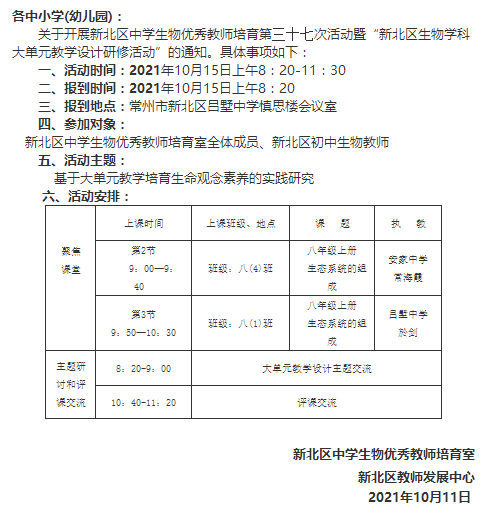 各中小学(幼儿园)：
关于开展新北区中学生物优秀教师培育第三十七次活动暨“新北区生物学科
大单元教学设计研修活动”的通知。具体事项如下：
一、活动时间：2021年10月15日上午8：20-11：30
二、报到时间：2021年10月15日上午8：20
三、报到地点：常州市新北区吕墅中学慎思楼会议室
四、参加对象：
新北区中学生物优秀教师培育室全体成员、新北区初中生物教师
五、活动主题：
基于大单元教学培育生命观念素养的实践研究
六、活动安排：
上课时间 上课班级、地点 课 题 执 教
聚焦
课堂
第2节
9：00—9：
40
班级：八(4)班
八年级上册
生态系统的组
成
安家中学
常海霞
第3节
9：50—10：30
班级：八(1)班
八年级上册
生态系统的组
成
吕墅中学
於剑
主题研
讨和评
课交流
8：20-9：00 大单元教学设计主题交流
10：40-11：20 评课交流
新北区中学生物优秀教师培育室
新北区教师发展中心
2021年10月11日